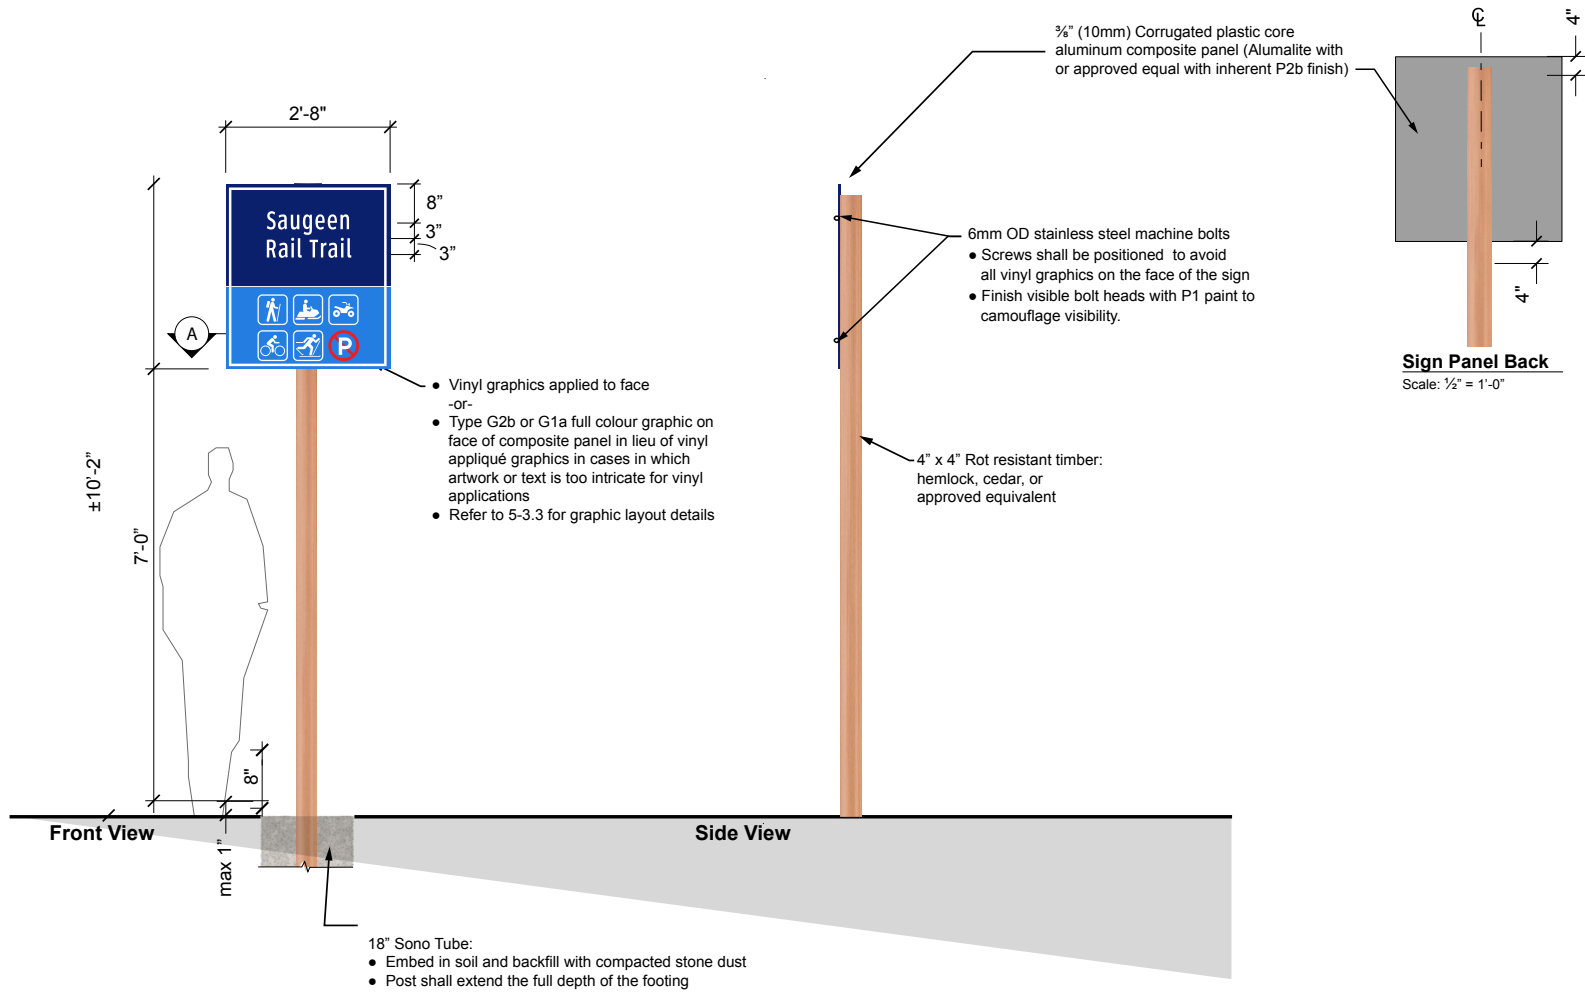 ⅜” (10mm) Corrugated plastic core
aluminum composite panel (Alumalite with
or approved equal with inherent P2b finish)
℄
4"
2'-8"
8”
3”
3”
Saugeen
Rail Trail
P
A
6mm OD stainless steel machine bolts
● Screws shall be positioned to avoid
all vinyl graphics on the face of the sign
● Finish visible bolt heads with P1 paint to
camouflage visibility.
4"
Sign Panel Back
Scale: ½” = 1’-0”
● Vinyl graphics applied to face
-or-
● Type G2b or G1a full colour graphic on
face of composite panel in lieu of vinyl
appliqué graphics in cases in which
artwork or text is too intricate for vinyl
applications
● Refer to 5-3.3 for graphic layout details
±10’-2”
7’-0”
4” x 4” Rot resistant timber:
hemlock, cedar, or
approved equivalent
8"
max 1”
Front View
Side View
18” Sono Tube:
● Embed in soil and backfill with compacted stone dust
● Post shall extend the full depth of the footing